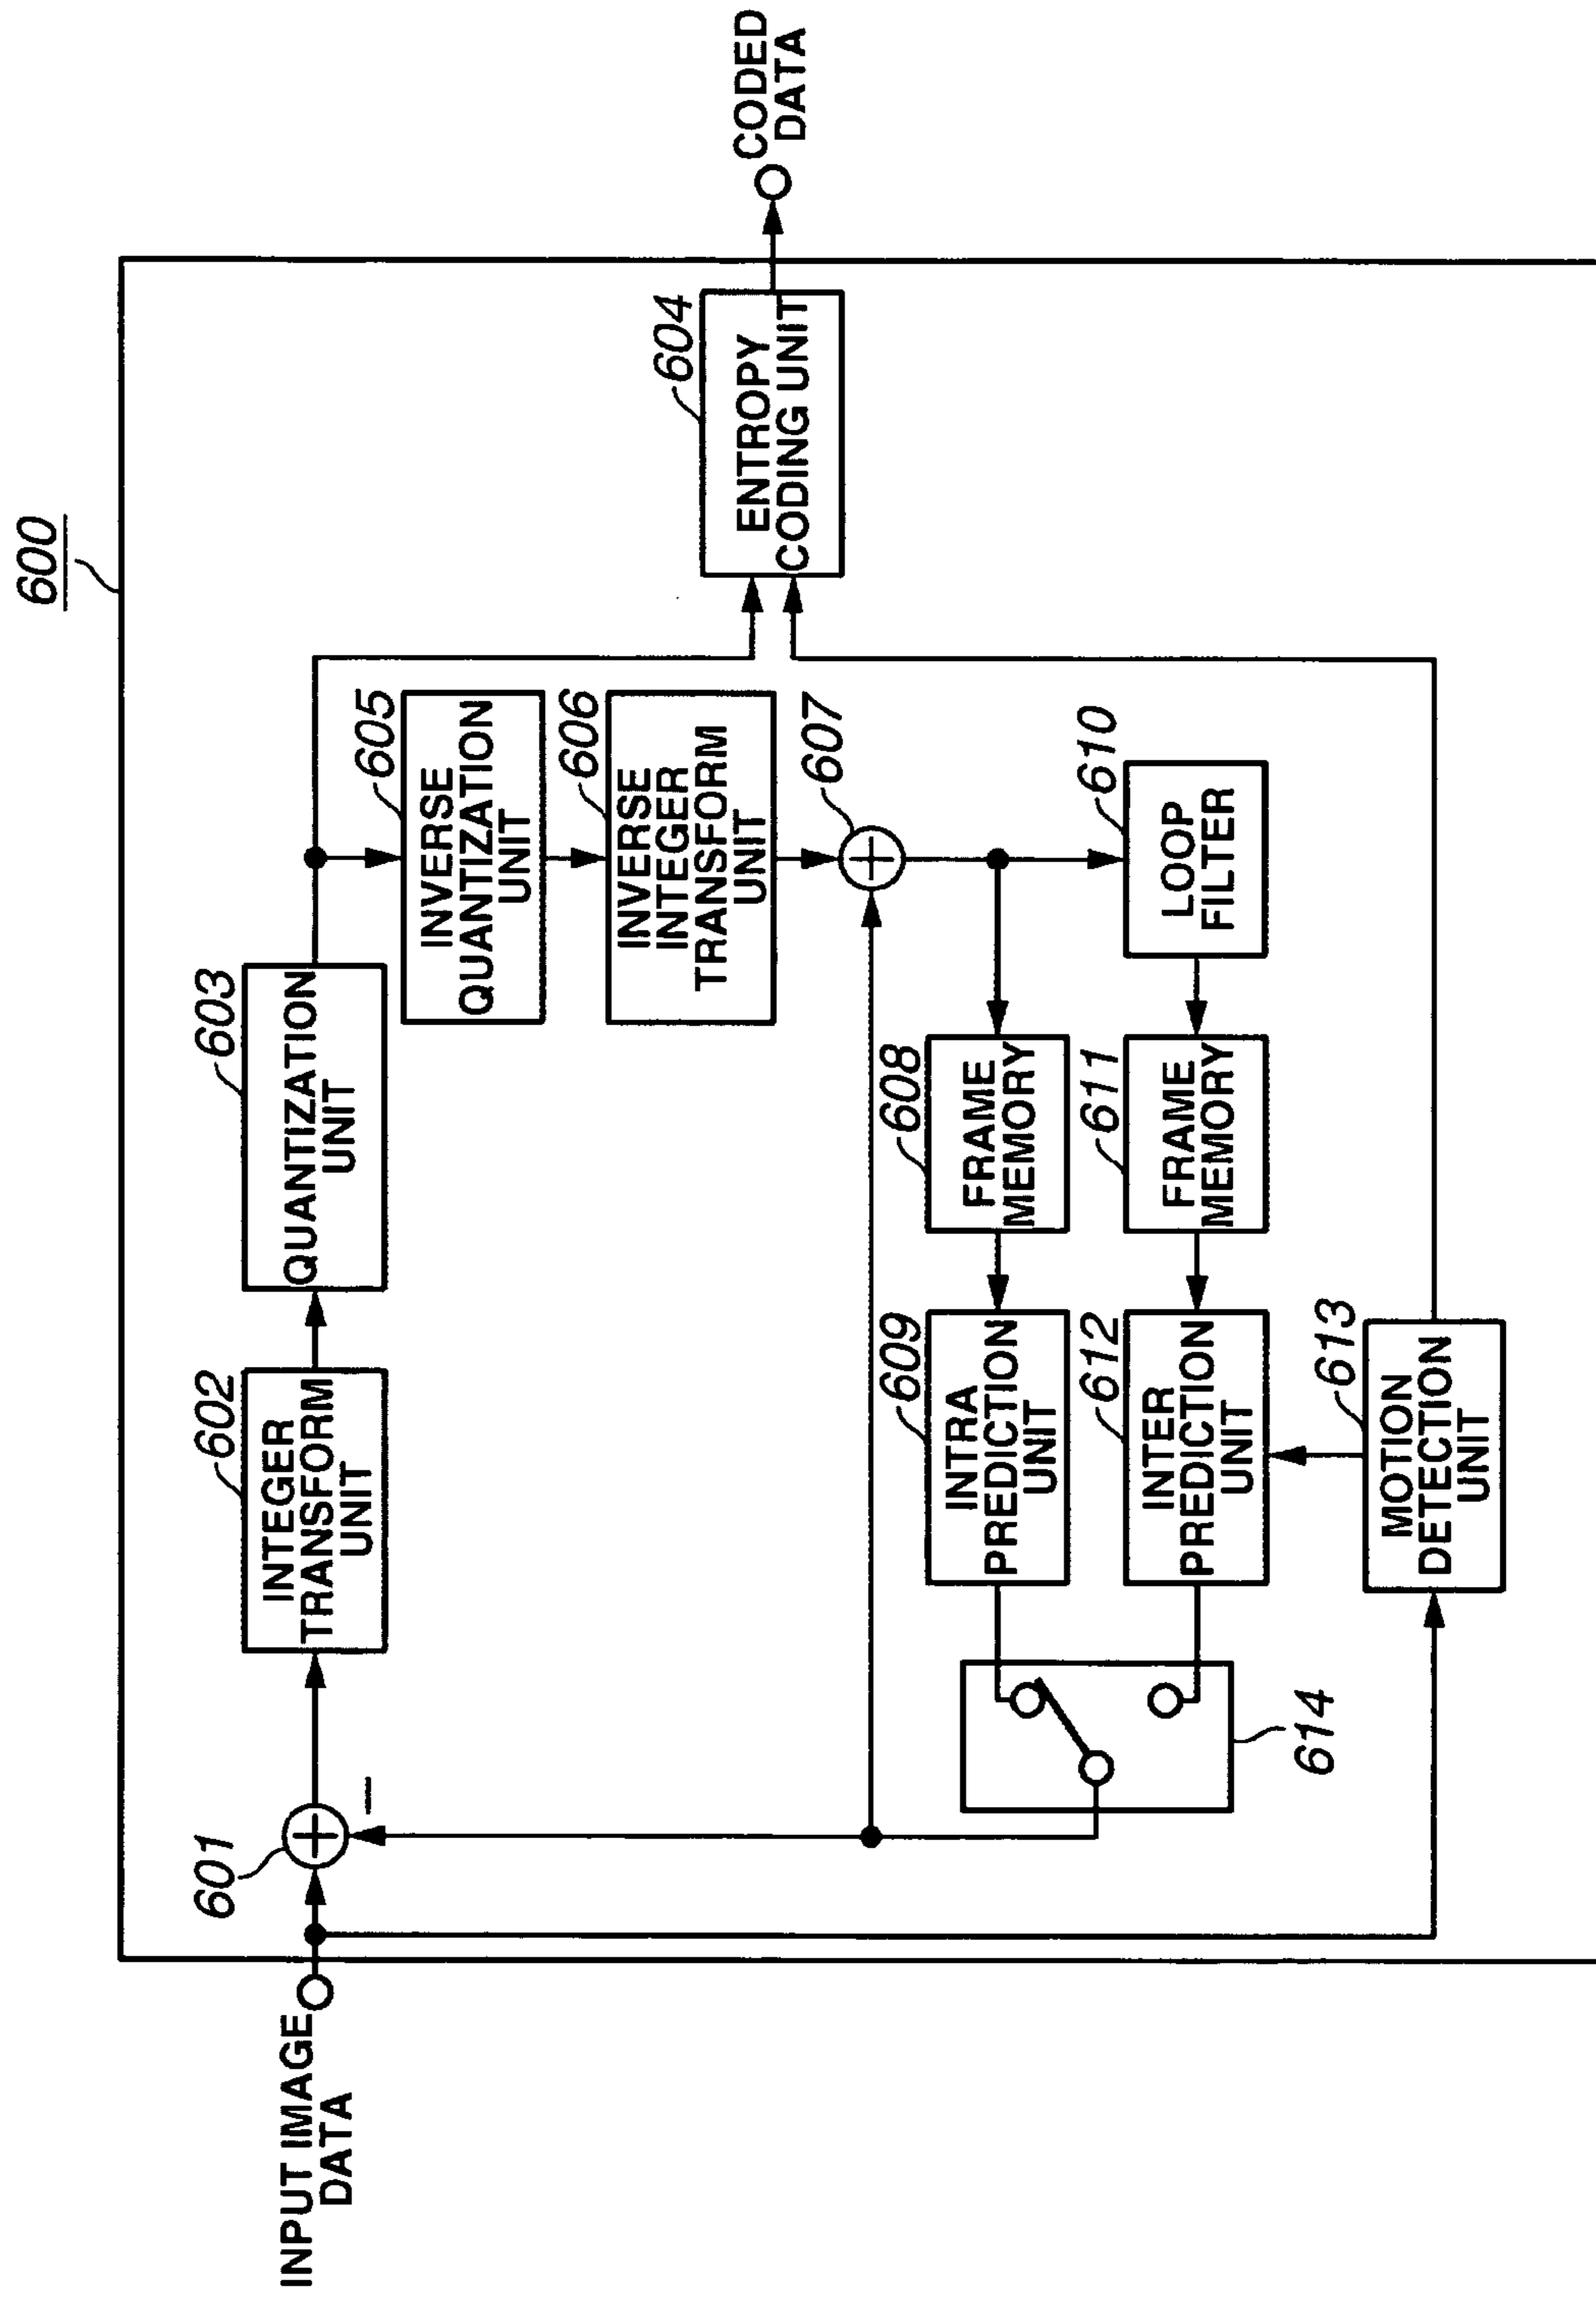 600
INPUT IMAGE
DATA
601
602
INTEGER
TRANSFORM
UNIT
603
QUANTIZATION
UNIT
605
INVERSE
QUANTIZATION
UNIT
606
INVERSE
INTEGER
TRANSFORM
UNIT
607
604
ENTROPY
CODING UNIT
CODED
DATA
609
INTRA
PREDICTION
UNIT
608
FRAME
MEMORY
610
LOOP
FILTER
612
INTER
PREDICTION
UNIT
611
FRAME
MEMORY
614
613
MOTION
DETECTION
UNIT